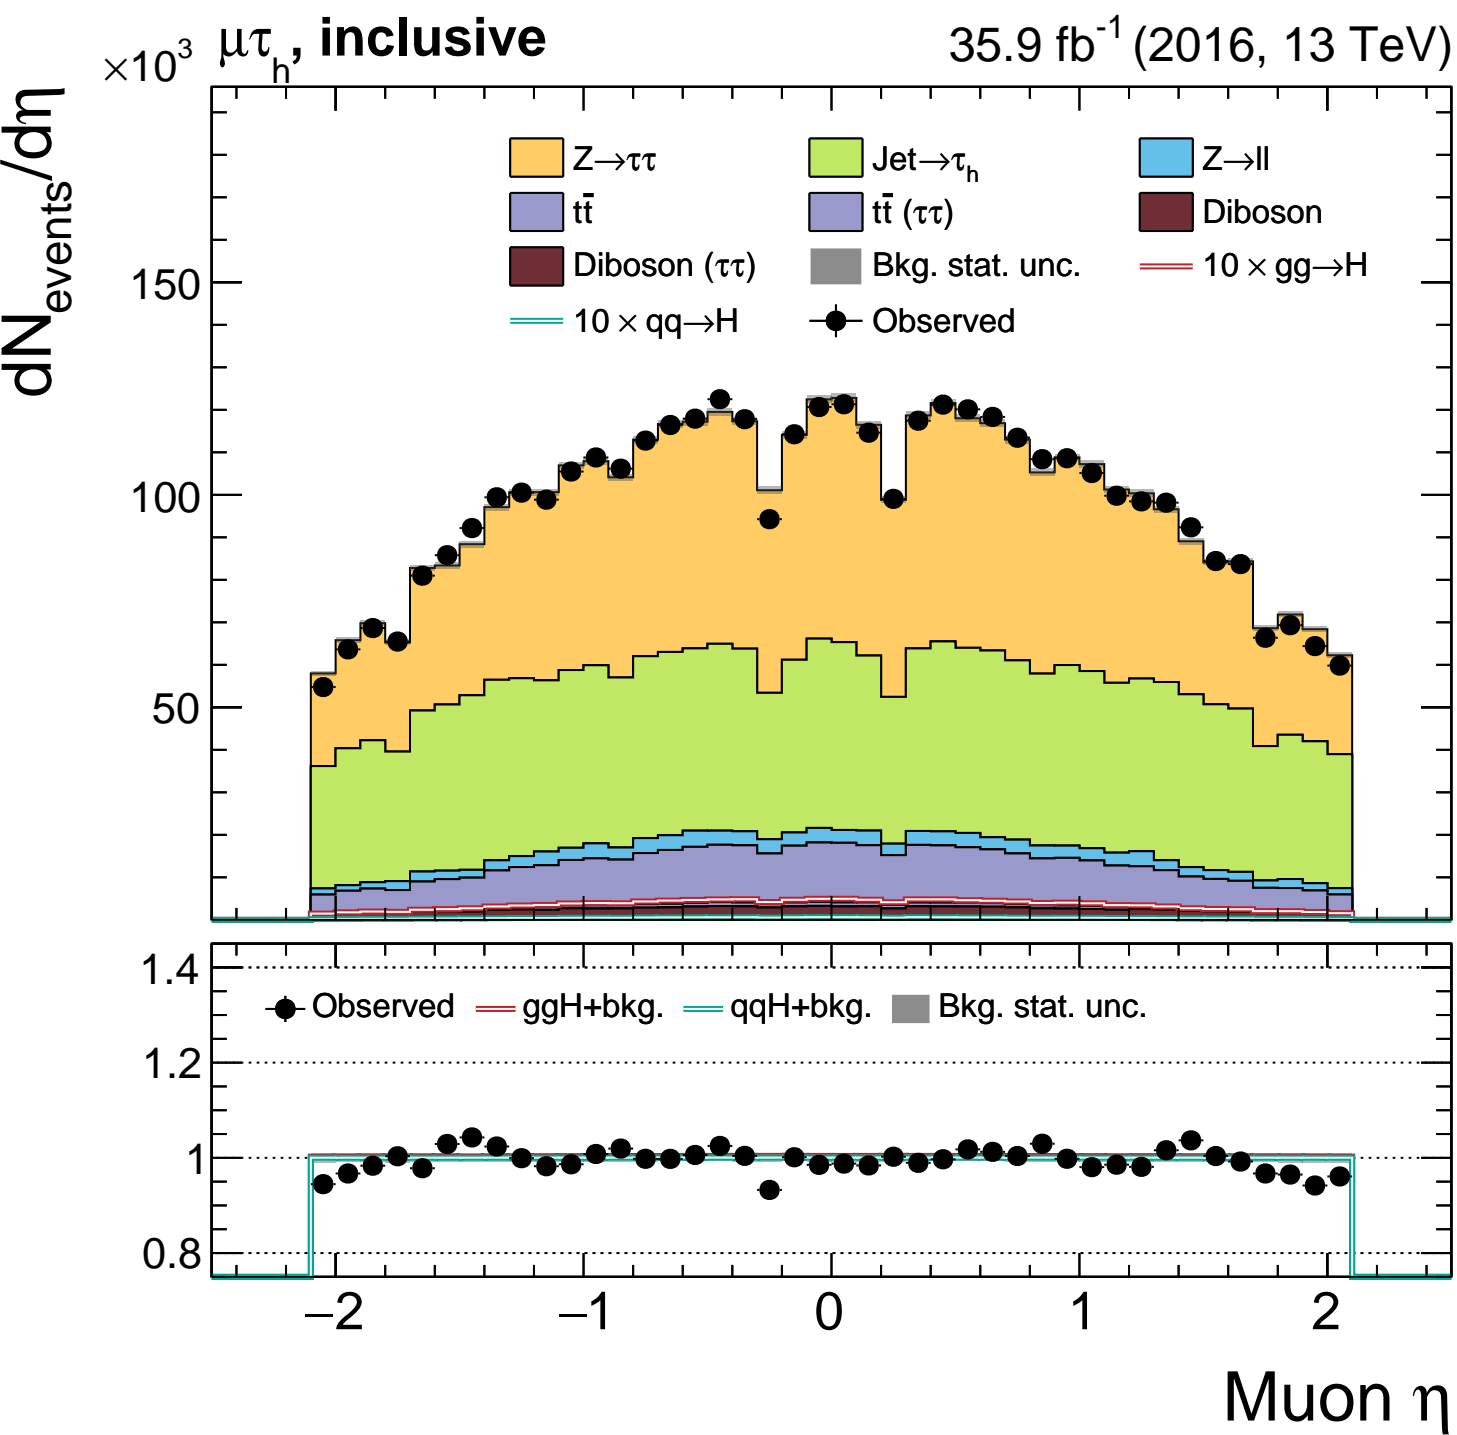 ×10³ μτₕ, inclusive 35.9 fb⁻¹ (2016, 13 TeV)
dN_events/dη
Z→ττ Jet→τₕ Z→ll
tt̄ tt̄ (ττ) Diboson
Diboson (ττ) Bkg. stat. unc. 10 × gg→H
10 × qq→H Observed
150
100
50
1.4
Observed ggH+bkg. qqH+bkg. Bkg. stat. unc.
1.2
1
0.8
−2 −1 0 1 2
Muon η